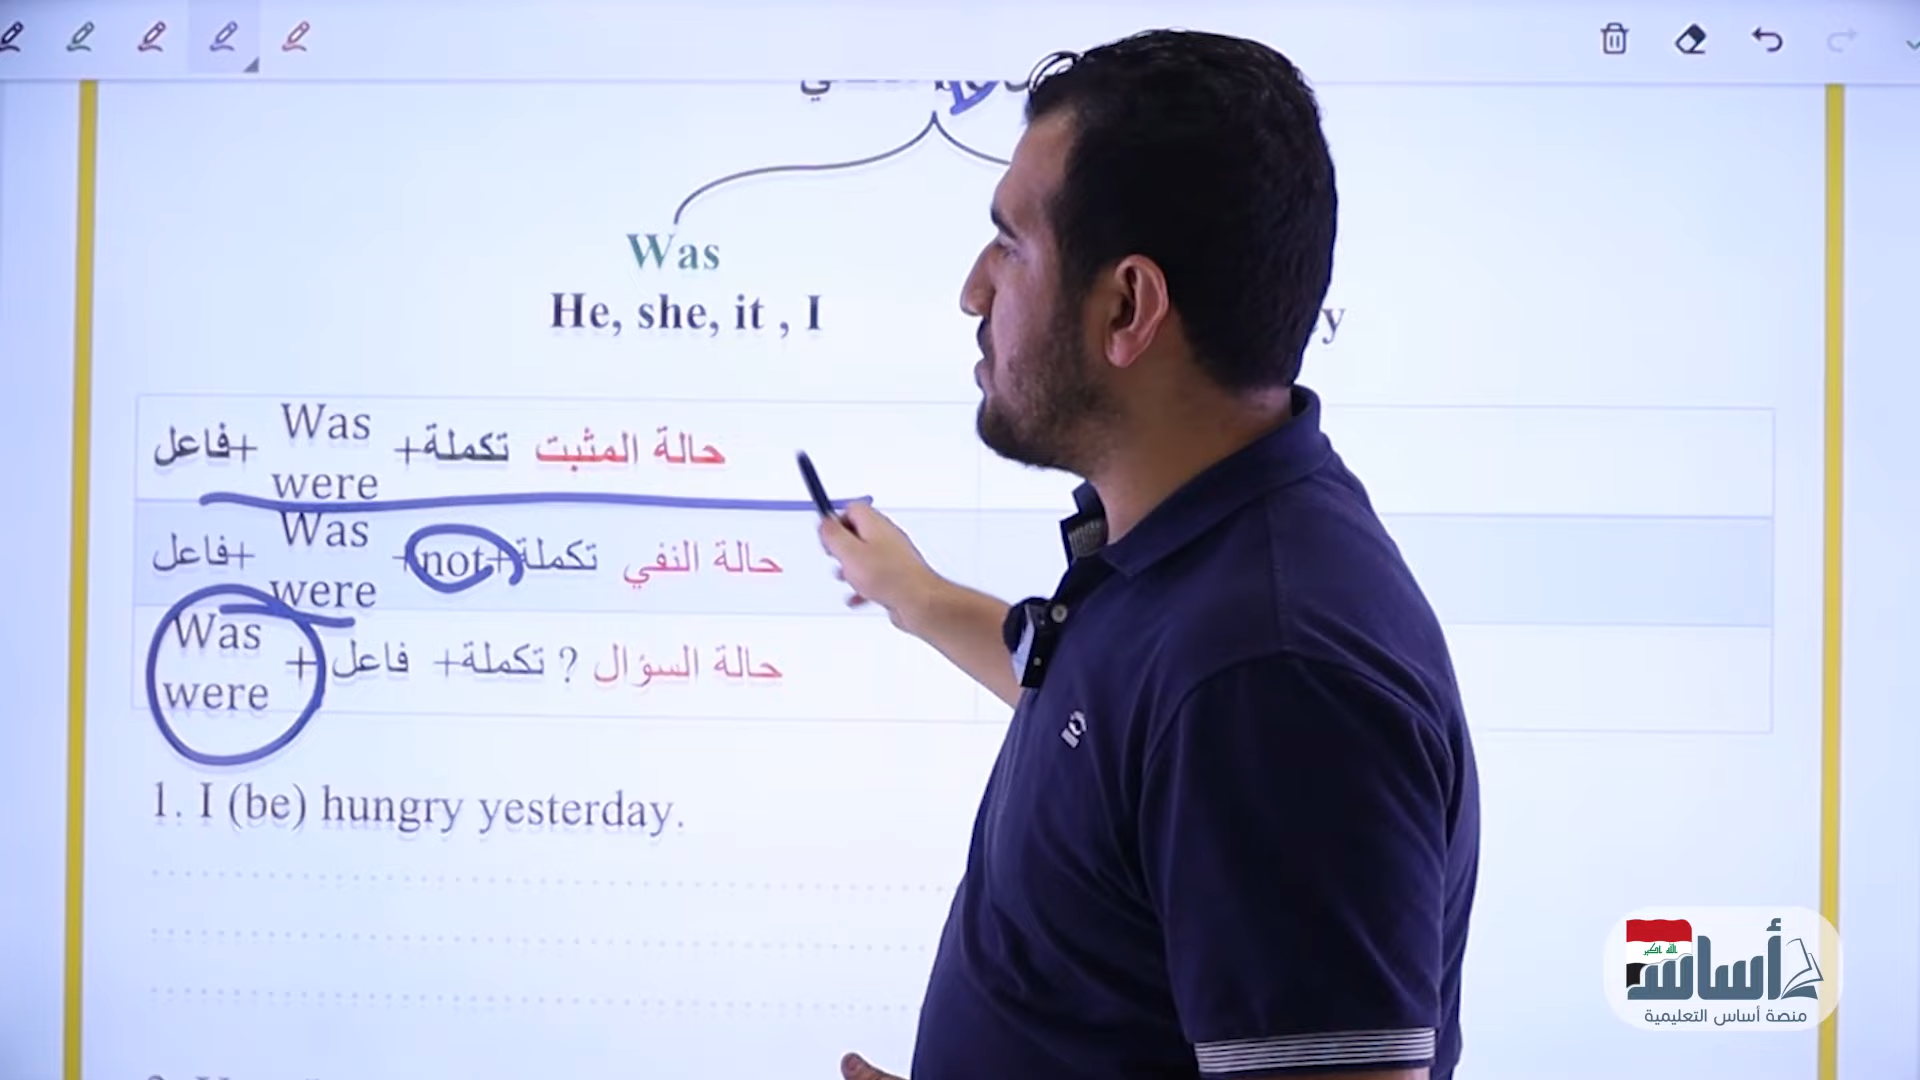 Was
He, she, it , I
فاعل+ Was were +تكملة حالة المثبت
فاعل+ Was were +not+تكملة حالة النفي
Was were + فاعل +تكملة ? حالة السؤال
1. I (be) hungry yesterday.
أساس
منصة أساس التعليمية